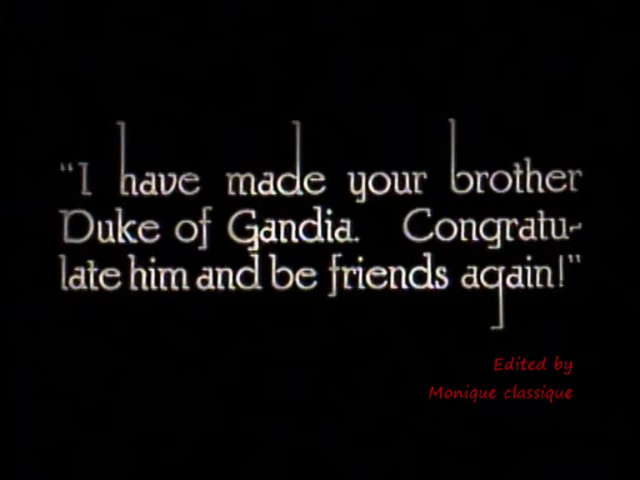 "I have made your brother
Duke of Gandia. Congratu-
late him and be friends again!"
Edited by
Monique classique